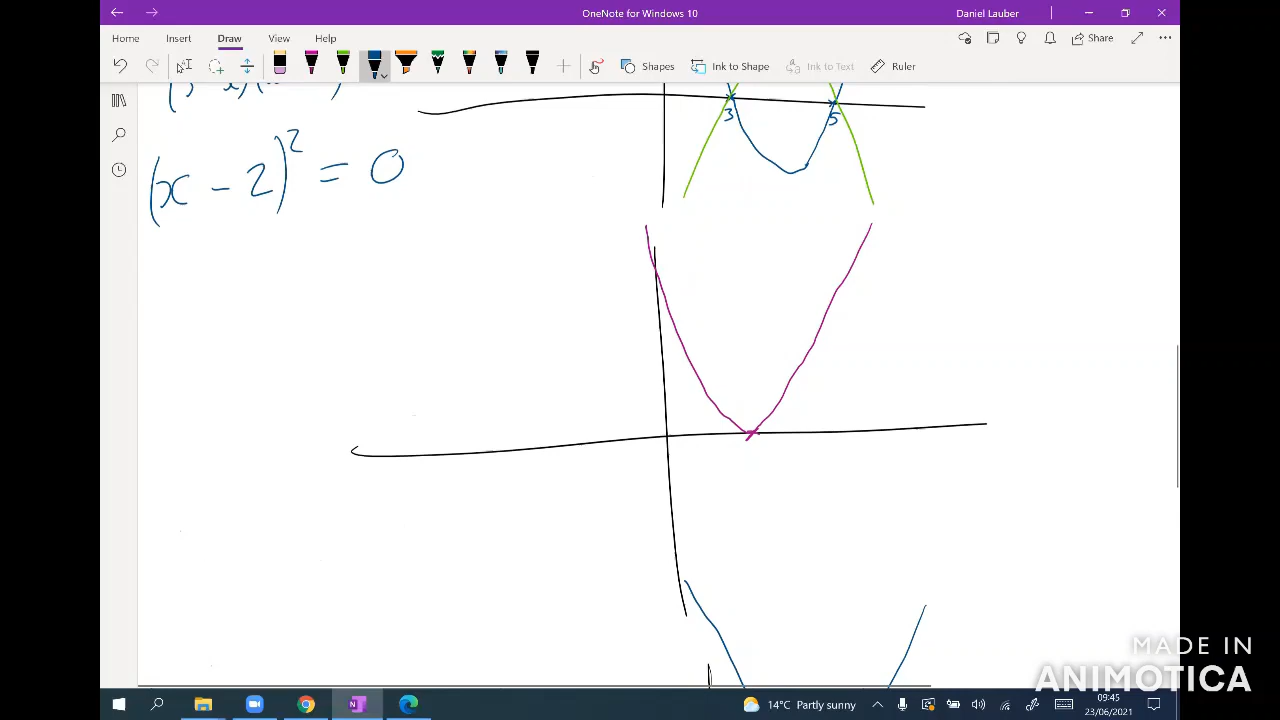 OneNote for Windows 10
Daniel Lauber
Home Insert Draw View Help
Share
Shapes
Ink to Shape
Ink to Text
Ruler
3 5
(x - 2)² = 0
MADE IN
ANIMOTICA
14°C Partly sunny
09:45
23/06/2021